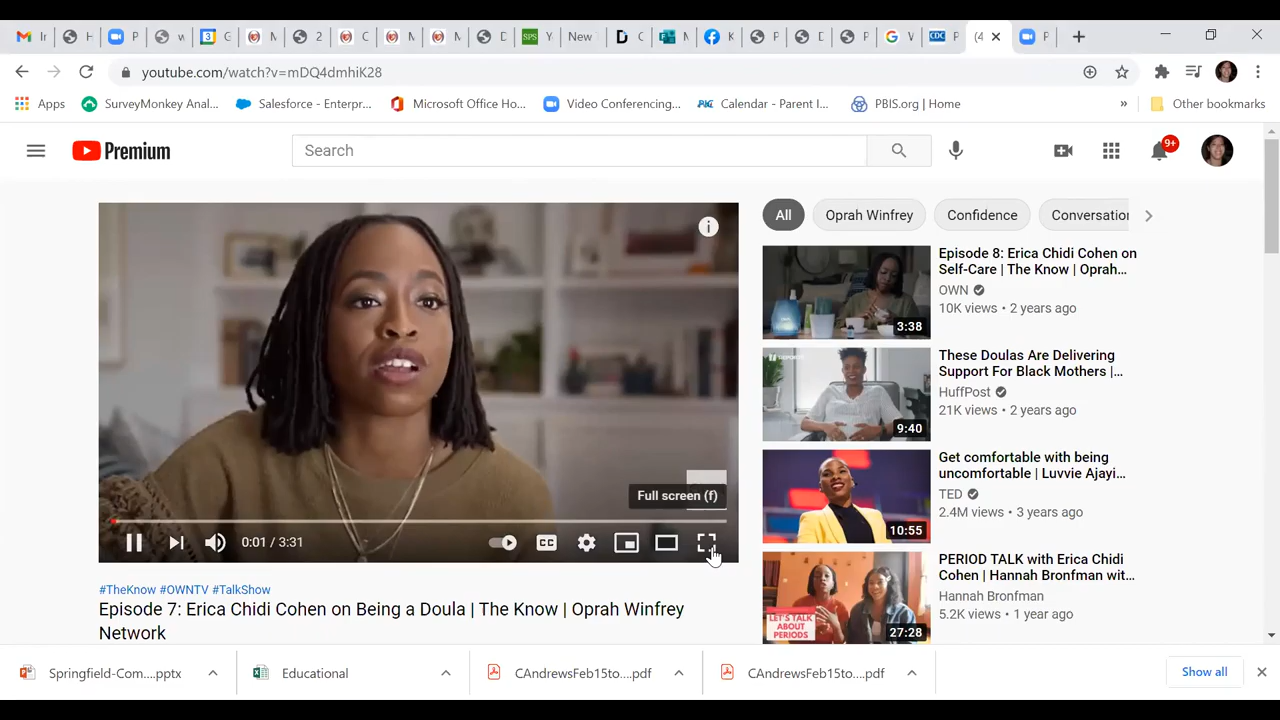 Ir
H
P
w
G
M
2
C
M
M
D
SPS Y
New
D C
M
K
P
D
P
V
CDC P
(4
P
youtube.com/watch?v=mDQ4dmhiK28
Apps
SurveyMonkey Anal...
Salesforce - Enterpr...
Microsoft Office Ho...
Video Conferencing...
Calendar - Parent I...
PBIS.org | Home
»
Other bookmarks
Premium
Search
9+
Full screen (f)
0:01 / 3:31
CC
#TheKnow #OWNTV #TalkShow
Episode 7: Erica Chidi Cohen on Being a Doula | The Know | Oprah Winfrey
Network
All
Oprah Winfrey
Confidence
Conversation
Episode 8: Erica Chidi Cohen on
Self-Care | The Know | Oprah...
OWN
10K views • 2 years ago
3:38
These Doulas Are Delivering
Support For Black Mothers |...
HuffPost
21K views • 2 years ago
9:40
Get comfortable with being
uncomfortable | Luvvie Ajayi...
TED
2.4M views • 3 years ago
10:55
PERIOD TALK with Erica Chidi
Cohen | Hannah Bronfman wit...
Hannah Bronfman
5.2K views • 1 year ago
LET'S TALK
ABOUT
PERIODS
27:28
Springfield-Com....pptx
Educational
CAndrewsFeb15to....pdf
CAndrewsFeb15to....pdf
Show all